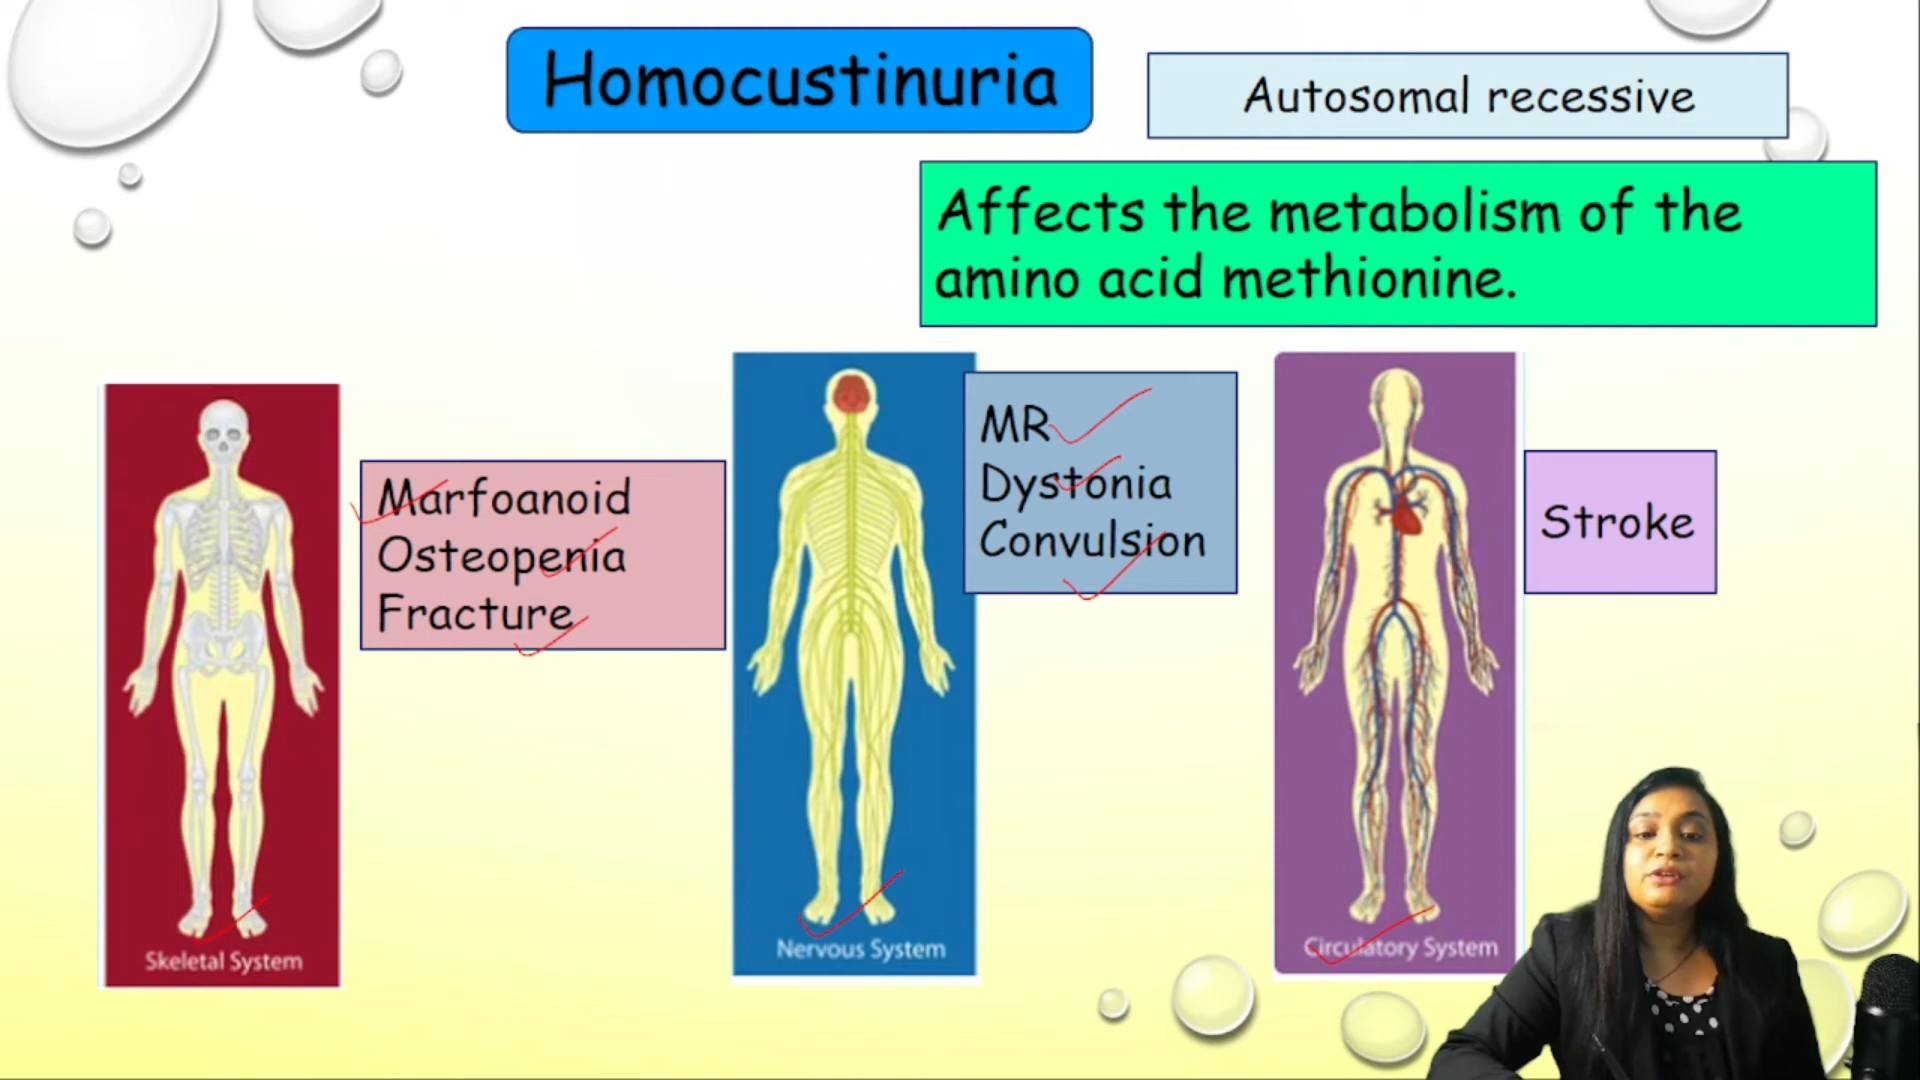 Homocustinuria
Autosomal recessive
Affects the metabolism of the
amino acid methionine.
Marfoanoid
Osteopenia
Fracture
MR
Dystonia
Convulsion
Stroke
Skeletal System
Nervous System
Circulatory System